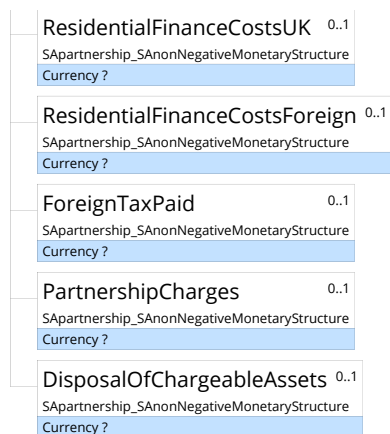 ResidentialFinanceCostsUK 0..1
SApartnership_SAnonNegativeMonetaryStructure
Currency ?
ResidentialFinanceCostsForeign 0..1
SApartnership_SAnonNegativeMonetaryStructure
Currency ?
ForeignTaxPaid 0..1
SApartnership_SAnonNegativeMonetaryStructure
Currency ?
PartnershipCharges 0..1
SApartnership_SAnonNegativeMonetaryStructure
Currency ?
DisposalOfChargeableAssets 0..1
SApartnership_SAnonNegativeMonetaryStructure
Currency ?